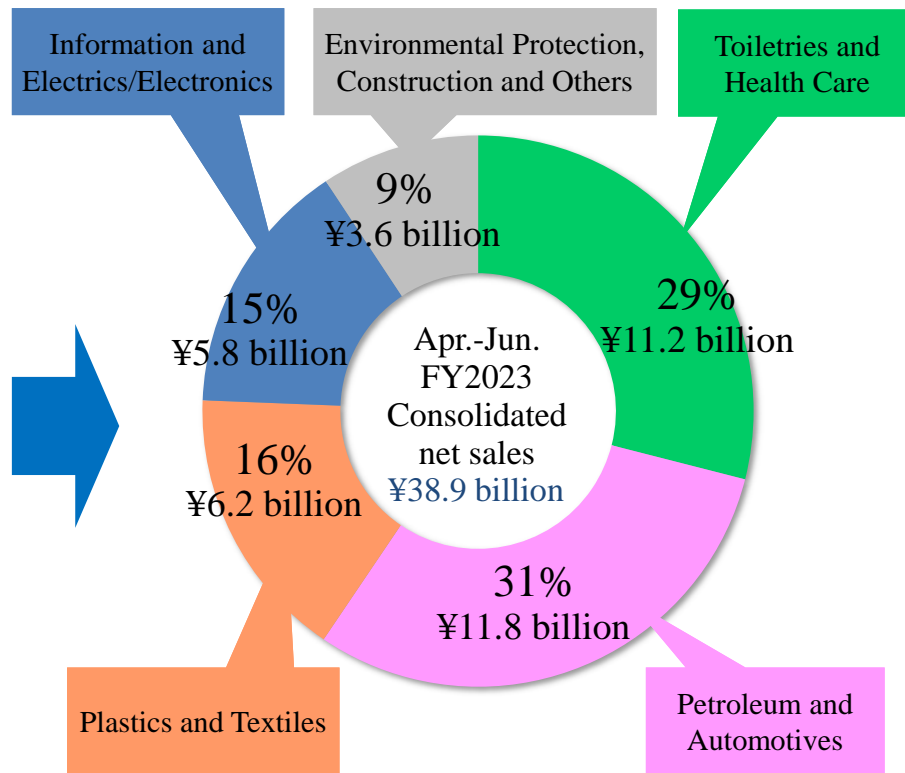 Information and
Electrics/Electronics
Environmental Protection,
Construction and Others
Toiletries and
Health Care
9%
¥3.6 billion
29%
¥11.2 billion
15%
¥5.8 billion
Apr.-Jun.
FY2023
Consolidated
net sales
¥38.9 billion
16%
¥6.2 billion
31%
¥11.8 billion
Plastics and Textiles
Petroleum and
Automotives